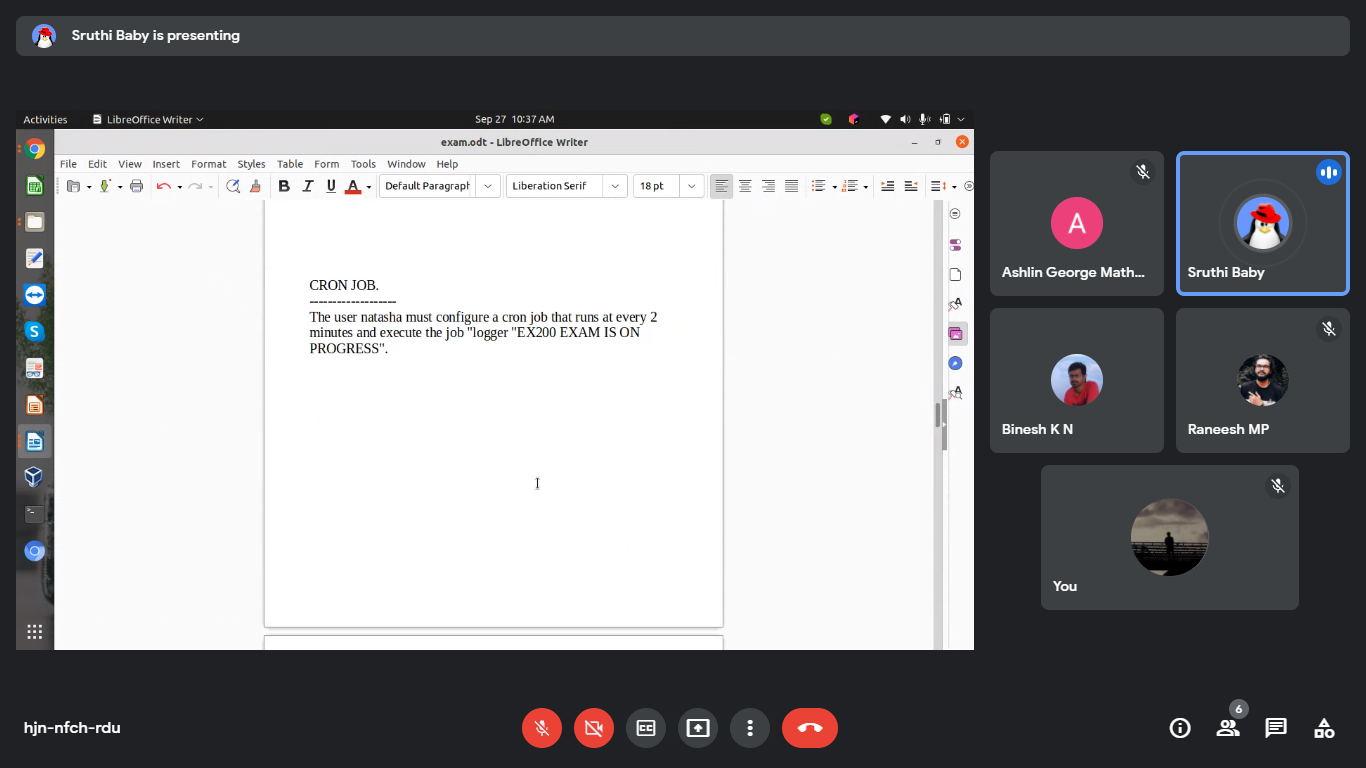 Sruthi Baby is presenting
Activities LibreOffice Writer Sep 27 10:37 AM
exam.odt - LibreOffice Writer
File Edit View Insert Format Styles Table Form Tools Window Help
Default Paragraph Liberation Serif 18 pt
CRON JOB.
-------------------
The user natasha must configure a cron job that runs at every 2
minutes and execute the job "logger "EX200 EXAM IS ON
PROGRESS".
A
Ashlin George Math...
Sruthi Baby
Binesh K N
Raneesh MP
You
hjn-nfch-rdu
CC
6